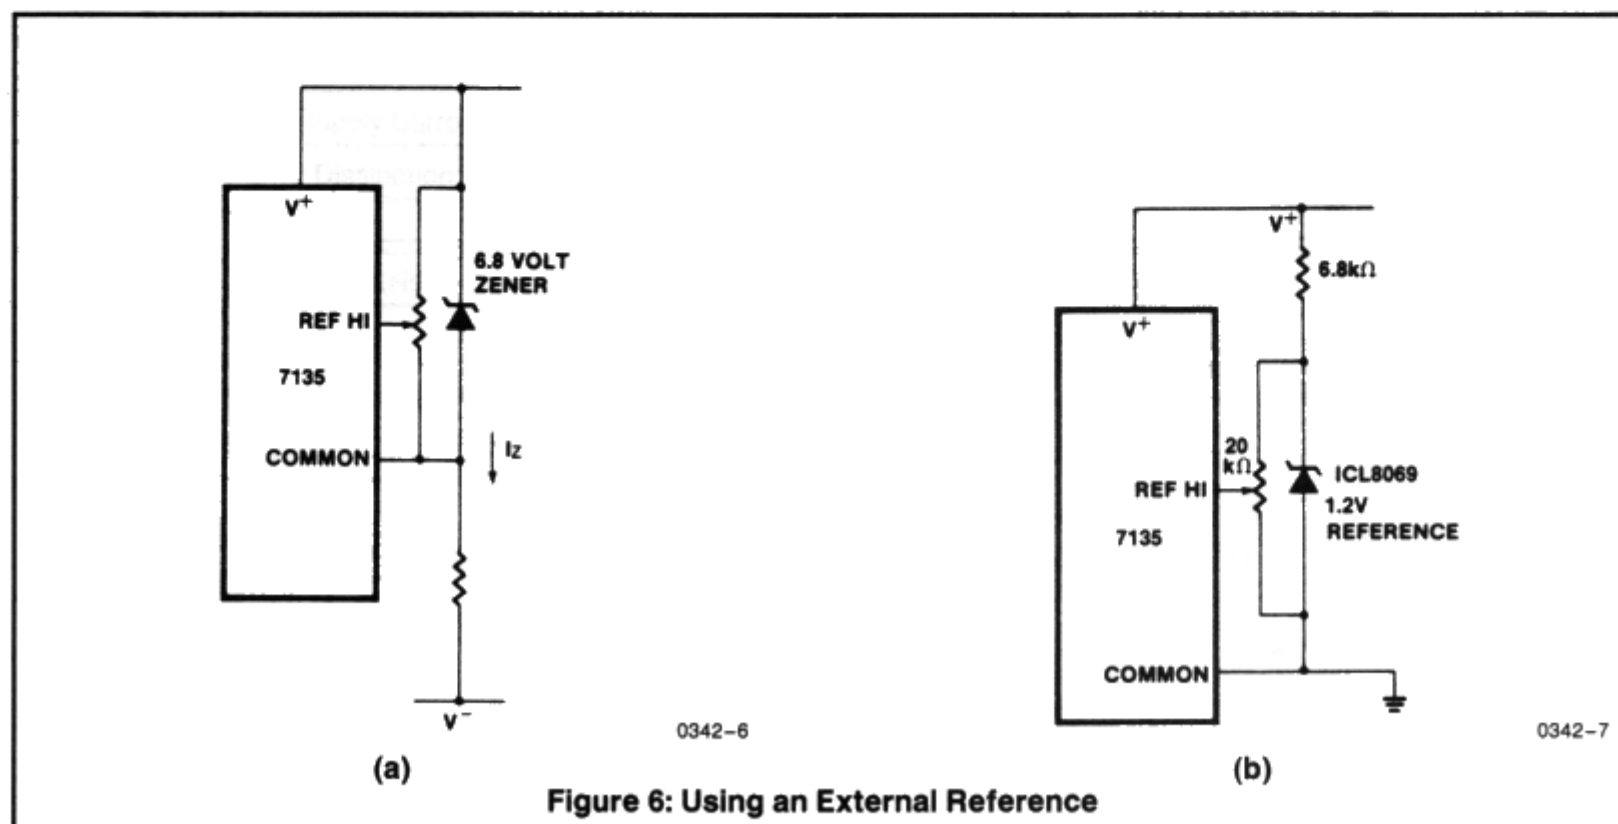 V+
6.8 VOLT
ZENER
REF HI
7135
COMMON
IZ
V−
0342–6
(a)
V+
6.8kΩ
V+
20
kΩ
REF HI
ICL8069
1.2V
REFERENCE
7135
COMMON
0342–7
(b)
Figure 6: Using an External Reference